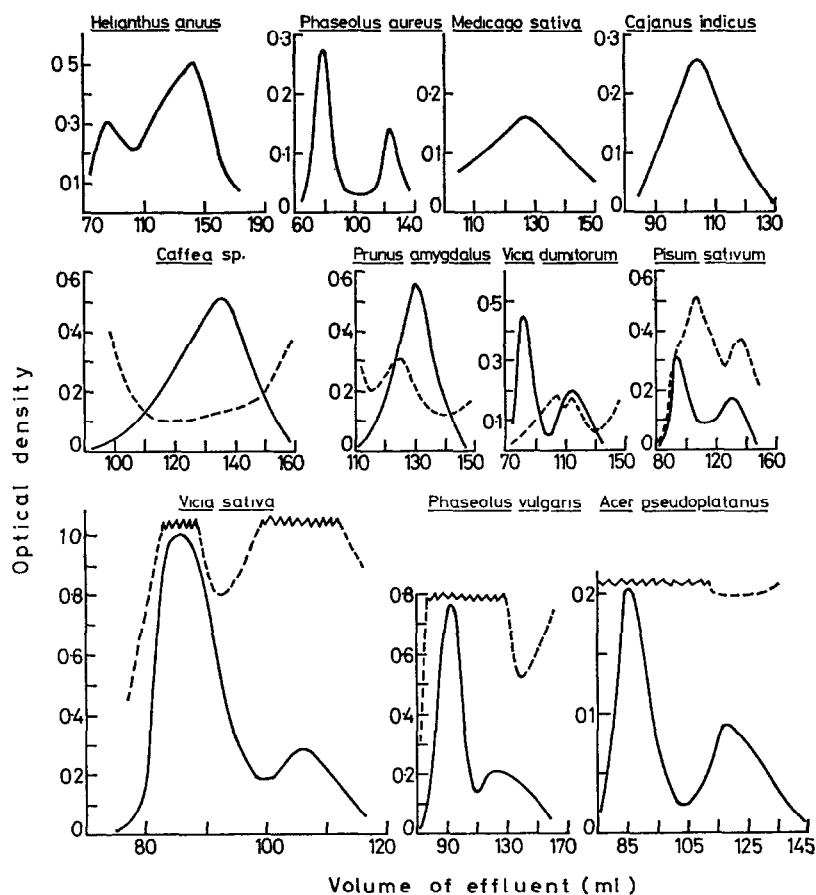 Helianthus anuus Phaseolus aureus Medicago sativa Cajanus indicus
0·5 0·3 0·3 0·3
0·3 0·2 0·2 0·2
01 0·1 01 01
0 0 0
70 110 150 190 60 100 140 110 130 150 90 110 130
Caffea sp. Prunus amygdalus Vicia dumitorum Pisum sativum
0·6 0·6 0·5 0·6
0·4 0·4 0·3 0·4
0·2 0·2 0·1 0·2
0 0 0
100 120 140 160 110 130 150 70 110 150 80 120 160
Optical density
Vicia sativa Phaseolus vulgaris Acer pseudoplatanus
1·0
0·8 0·8 0·2
0·6 0·6
0·4 0·4 01
0·2 0·2
0 0 0
80 100 120 90 130 170 85 105 125 145
Volume of effluent (ml)